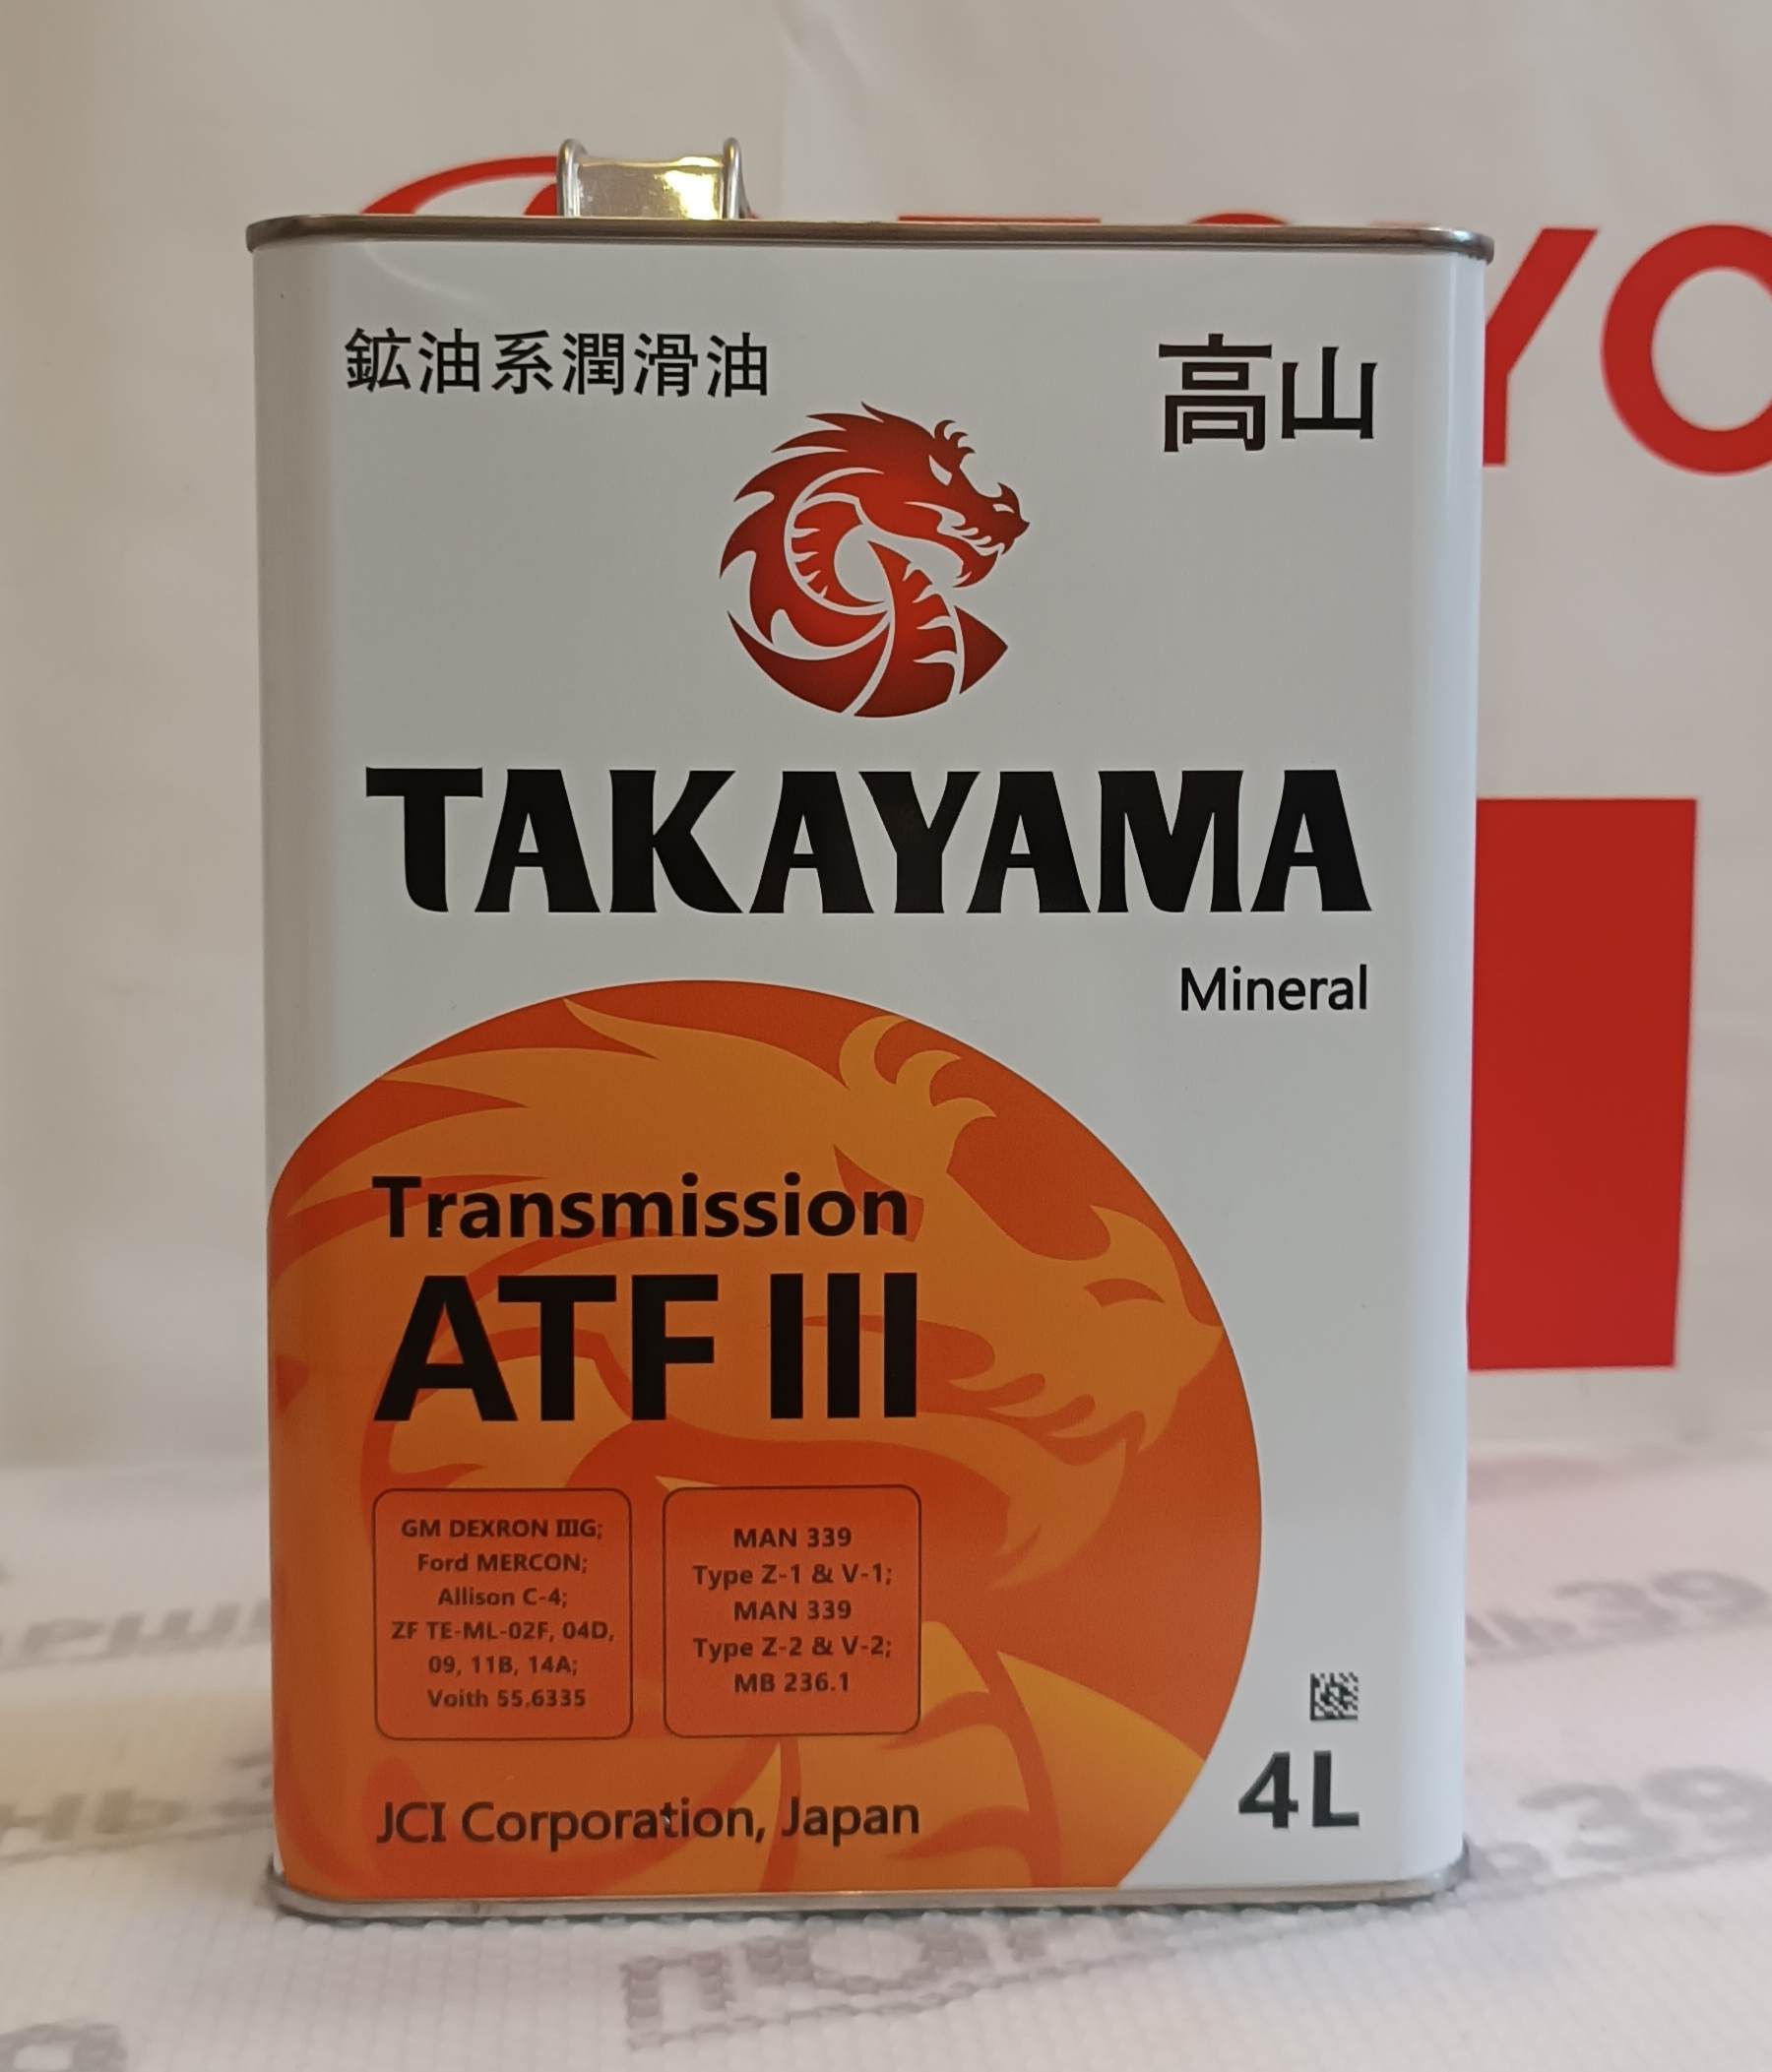 鉱油系潤滑油
高山
TAKAYAMA
Mineral
Transmission
ATF III
GM DEXRON IIIG;
Ford MERCON;
Allison C-4;
ZF TE-ML-02F, 04D,
09, 11B, 14A;
Voith 55,6335
MAN 339
Type Z-1 & V-1;
MAN 339
Type Z-2 & V-2;
MB 236.1
JCI Corporation, Japan
4L